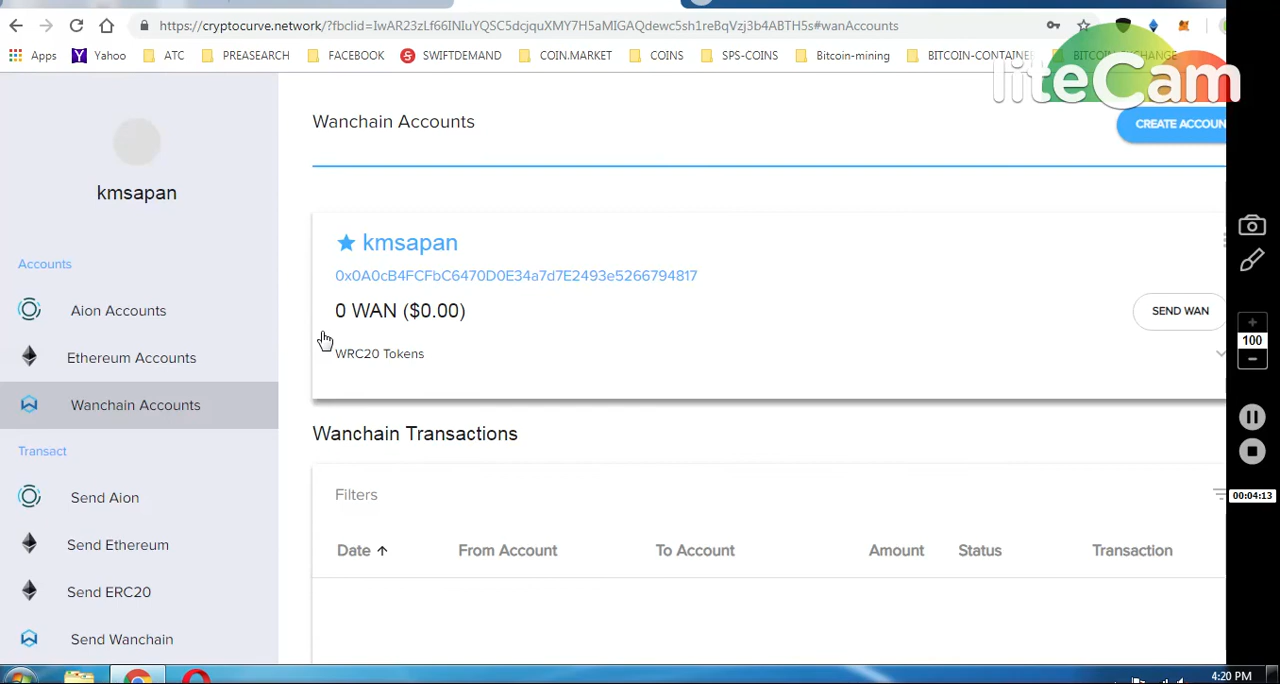 https://cryptocurve.network/?fbclid=IwAR23zLf66INIuYQSC5dcjquXMY7H5aMIGAQdewc5sh1reBqVzj3b4ABTH5s#wanAccounts
Apps Yahoo ATC PREASEARCH FACEBOOK SWIFTDEMAND COIN.MARKET COINS SPS-COINS Bitcoin-mining BITCOIN-CONTAINE
liteCam
Wanchain Accounts
CREATE ACCOUN
kmsapan
kmsapan
0x0A0cB4FCFbC6470D0E34a7d7E2493e5266794817
0 WAN ($0.00)
SEND WAN
WRC20 Tokens
Accounts
Aion Accounts
Ethereum Accounts
Wanchain Accounts
Transact
Send Aion
Send Ethereum
Send ERC20
Send Wanchain
Wanchain Transactions
Filters
Date From Account To Account Amount Status Transaction
100
00:04:13
4:20 PM